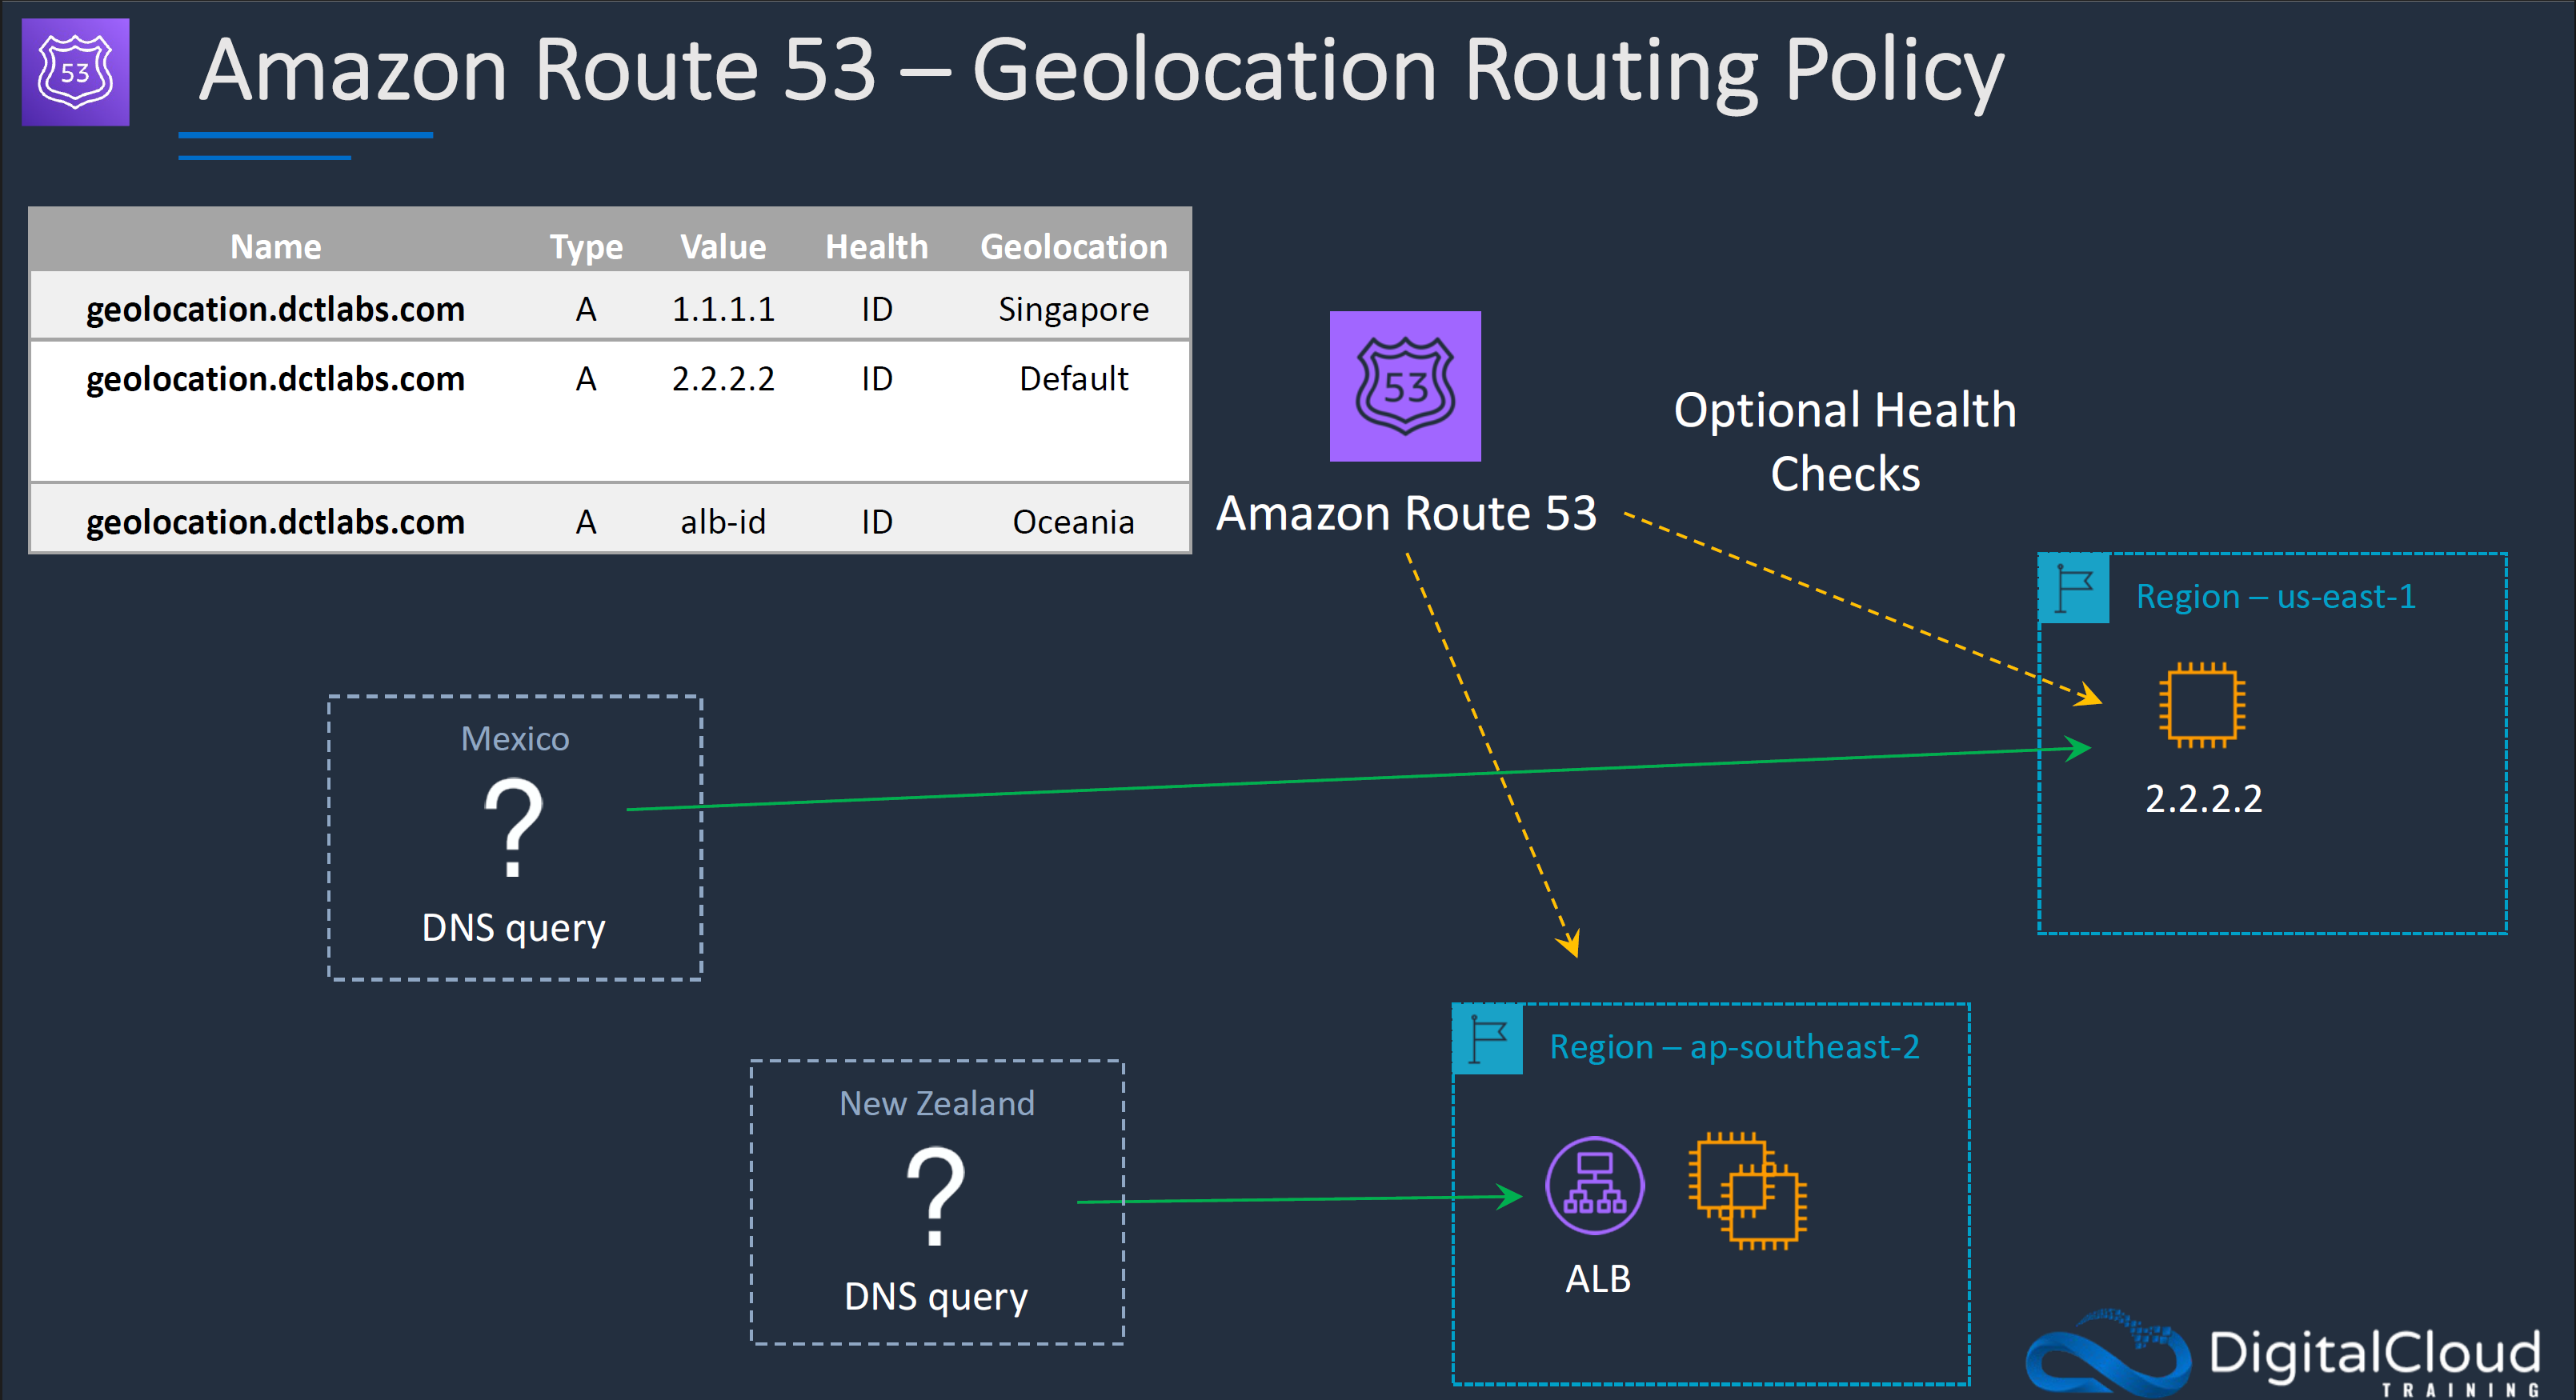 53
Amazon Route 53 – Geolocation Routing Policy
Name Type Value Health Geolocation
geolocation.dctlabs.com A 1.1.1.1 ID Singapore
geolocation.dctlabs.com A 2.2.2.2 ID Default
geolocation.dctlabs.com A alb-id ID Oceania
53
Amazon Route 53
Optional Health
Checks
Region – us-east-1
2.2.2.2
Mexico
?
DNS query
New Zealand
?
DNS query
Region – ap-southeast-2
ALB
DigitalCloud
TRAINING